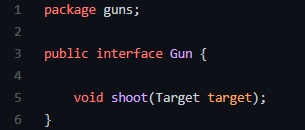 1 package guns;
2
3 public interface Gun {
4
5     void shoot(Target target);
6 }